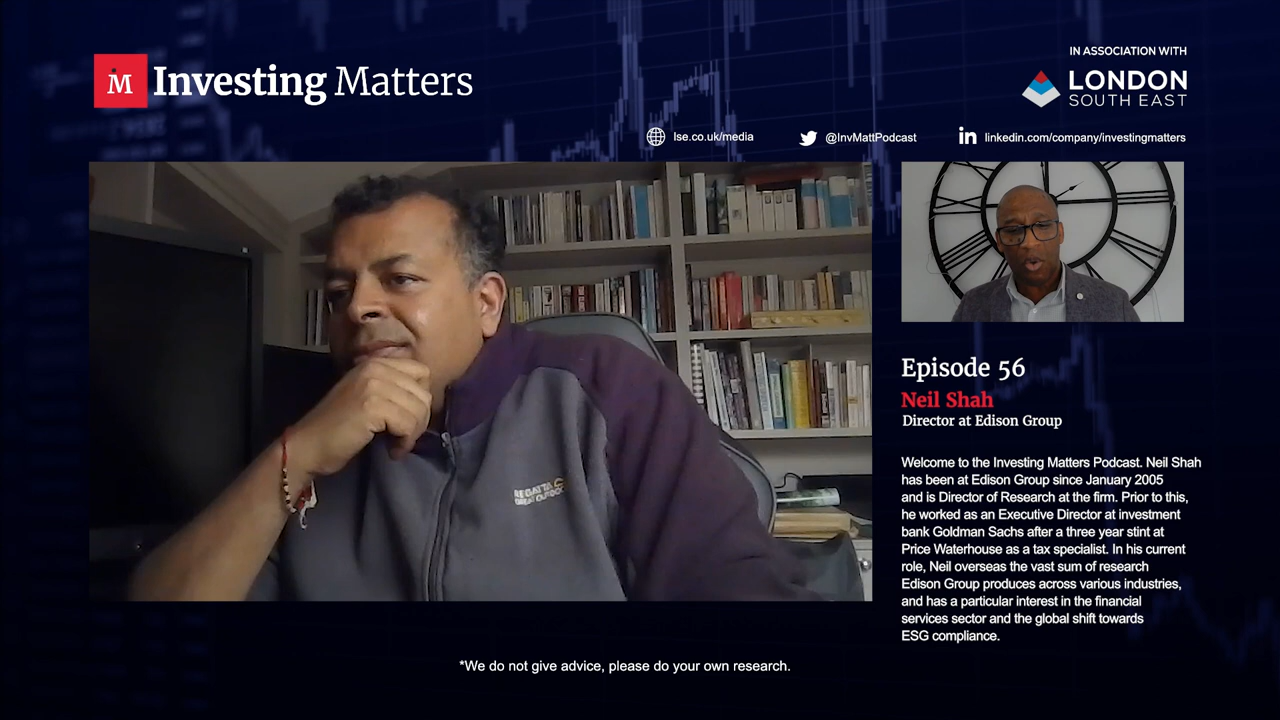 iM Investing Matters
IN ASSOCIATION WITH
LONDON
SOUTH EAST
lse.co.uk/media
@InvMattPodcast
in linkedin.com/company/investingmatters
REGATTA
GREAT OUTDOORS
Episode 56
Neil Shah
Director at Edison Group
Welcome to the Investing Matters Podcast. Neil Shah
has been at Edison Group since January 2005
and is Director of Research at the firm. Prior to this,
he worked as an Executive Director at investment
bank Goldman Sachs after a three year stint at
Price Waterhouse as a tax specialist. In his current
role, Neil overseas the vast sum of research
Edison Group produces across various industries,
and has a particular interest in the financial
services sector and the global shift towards
ESG compliance.
*We do not give advice, please do your own research.